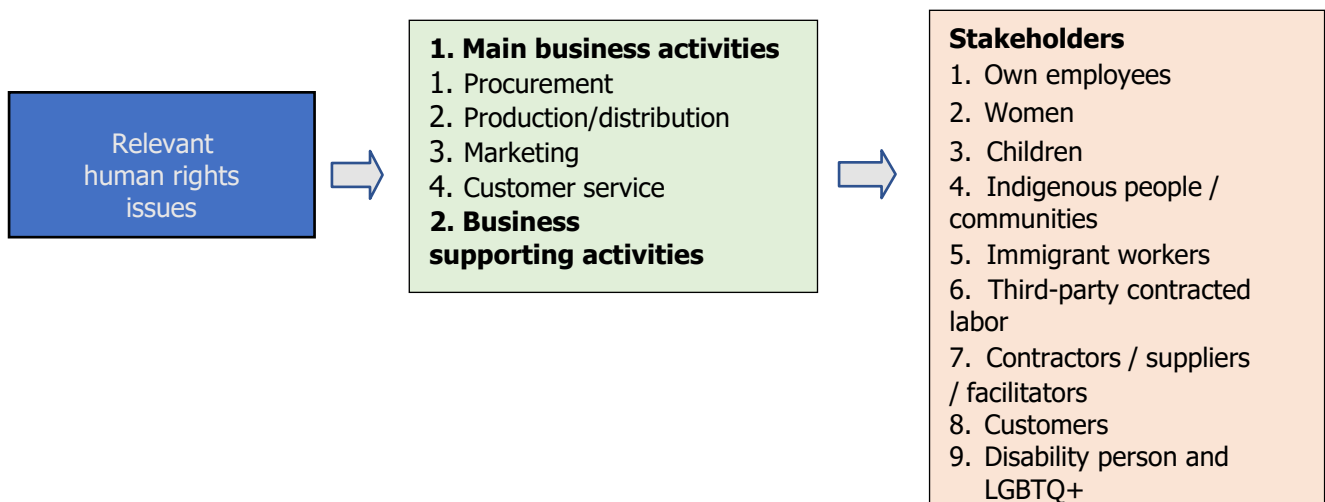 Relevant
human rights
issues
1. Main business activities
1. Procurement
2. Production/distribution
3. Marketing
4. Customer service
2. Business
supporting activities
Stakeholders
1. Own employees
2. Women
3. Children
4. Indigenous people /
communities
5. Immigrant workers
6. Third-party contracted
labor
7. Contractors / suppliers
/ facilitators
8. Customers
9. Disability person and
LGBTQ+